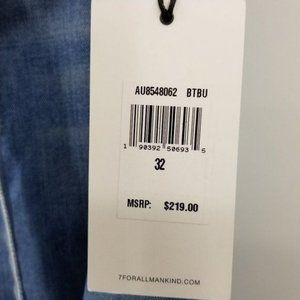 AU8548062 BTBU
1 90392 50693 5
32
MSRP: $219.00
7FORALLMANKIND.COM